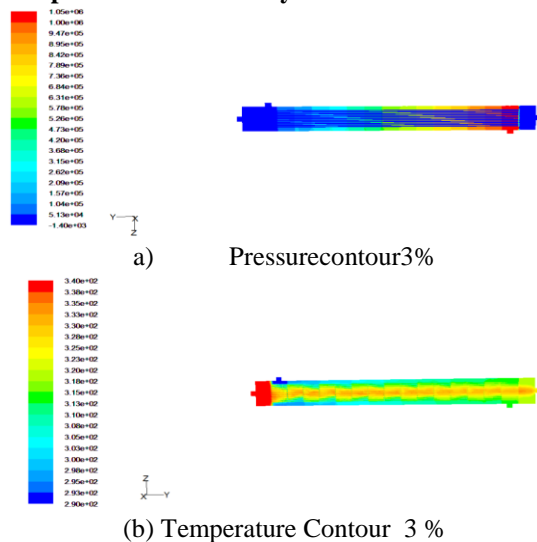 1.05e+06
1.00e+06
9.47e+05
8.95e+05
8.42e+05
7.89e+05
7.36e+05
6.84e+05
6.31e+05
5.78e+05
5.26e+05
4.73e+05
4.20e+05
3.68e+05
3.15e+05
2.62e+05
2.09e+05
1.57e+05
1.04e+05
5.13e+04
-1.40e+03
Y X
Z
a) Pressurecontour3%
3.40e+02
3.38e+02
3.35e+02
3.33e+02
3.30e+02
3.28e+02
3.25e+02
3.23e+02
3.20e+02
3.18e+02
3.15e+02
3.13e+02
3.10e+02
3.08e+02
3.05e+02
3.03e+02
3.00e+02
2.98e+02
2.95e+02
2.93e+02
2.90e+02
Z
X Y
(b) Temperature Contour 3 %